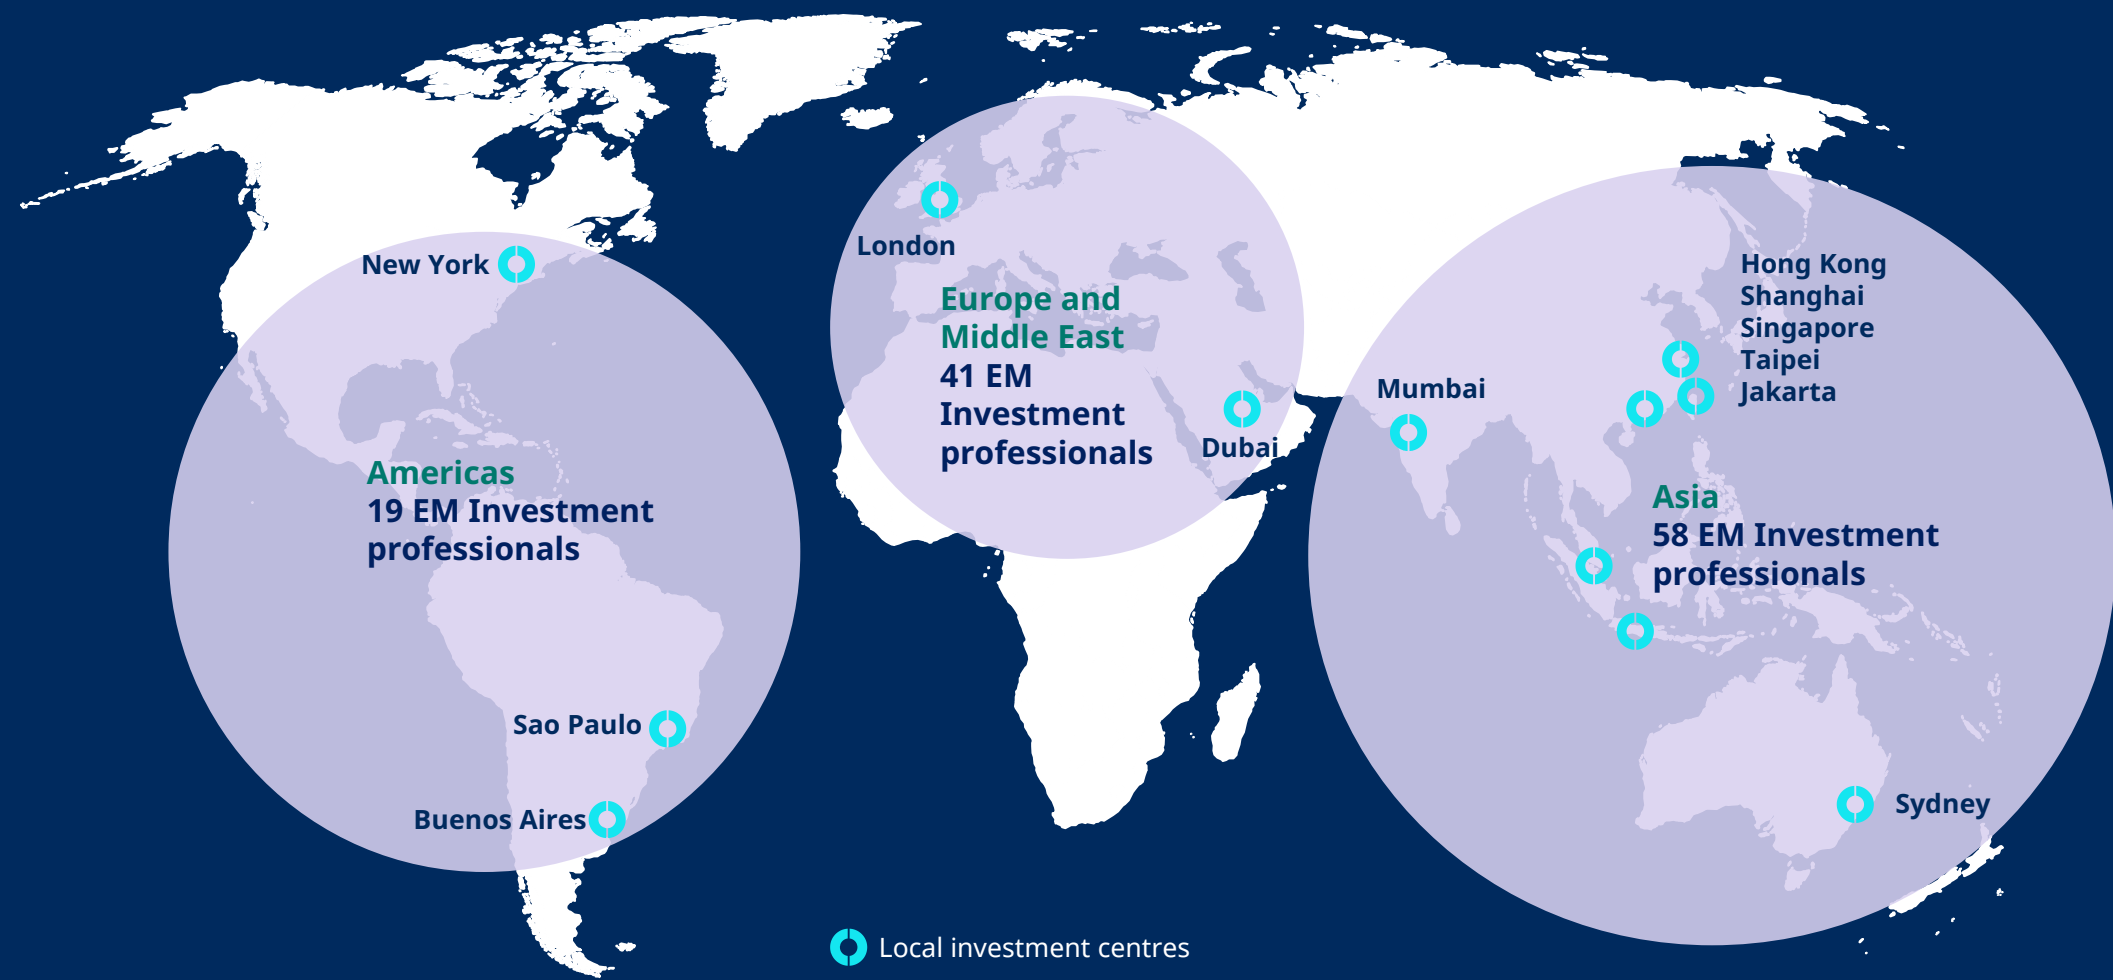 New York
Americas
19 EM Investment
professionals
Sao Paulo
Buenos Aires
London
Europe and
Middle East
41 EM
Investment
professionals
Dubai
Mumbai
Hong Kong
Shanghai
Singapore
Taipei
Jakarta
Asia
58 EM Investment
professionals
Sydney
Local investment centres